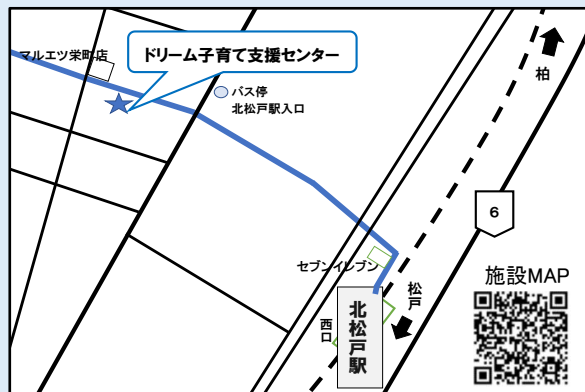 マルエツ栄町店
ドリーム子育て支援センター
バス停
北松戸駅入口
柏
6
セブンイレブン
松戸
西口
北松戸駅
施設MAP